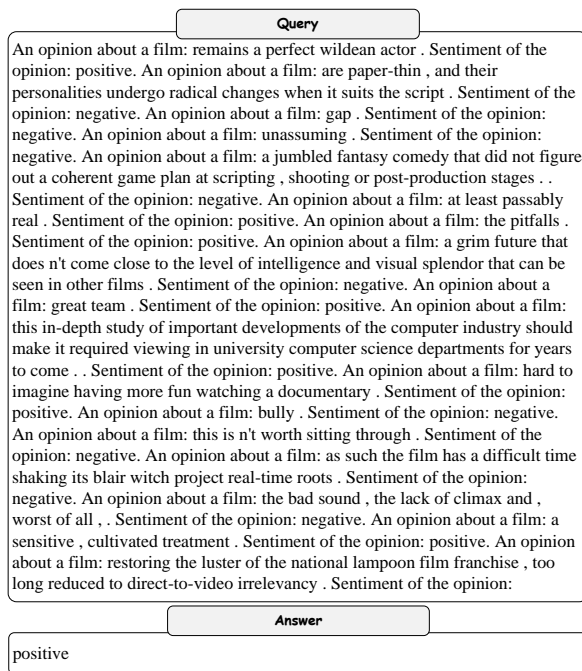 Query
An opinion about a film: remains a perfect wildean actor . Sentiment of the
opinion: positive. An opinion about a film: are paper-thin , and their
personalities undergo radical changes when it suits the script . Sentiment of the
opinion: negative. An opinion about a film: gap . Sentiment of the opinion:
negative. An opinion about a film: unassuming . Sentiment of the opinion:
negative. An opinion about a film: a jumbled fantasy comedy that did not figure
out a coherent game plan at scripting , shooting or post-production stages . .
Sentiment of the opinion: negative. An opinion about a film: at least passably
real . Sentiment of the opinion: positive. An opinion about a film: the pitfalls .
Sentiment of the opinion: positive. An opinion about a film: a grim future that
does n't come close to the level of intelligence and visual splendor that can be
seen in other films . Sentiment of the opinion: negative. An opinion about a
film: great team . Sentiment of the opinion: positive. An opinion about a film:
this in-depth study of important developments of the computer industry should
make it required viewing in university computer science departments for years
to come . . Sentiment of the opinion: positive. An opinion about a film: hard to
imagine having more fun watching a documentary . Sentiment of the opinion:
positive. An opinion about a film: bully . Sentiment of the opinion: negative.
An opinion about a film: this is n't worth sitting through . Sentiment of the
opinion: negative. An opinion about a film: as such the film has a difficult time
shaking its blair witch project real-time roots . Sentiment of the opinion:
negative. An opinion about a film: the bad sound , the lack of climax and ,
worst of all , . Sentiment of the opinion: negative. An opinion about a film: a
sensitive , cultivated treatment . Sentiment of the opinion: positive. An opinion
about a film: restoring the luster of the national lampoon film franchise , too
long reduced to direct-to-video irrelevancy . Sentiment of the opinion:
Answer
positive